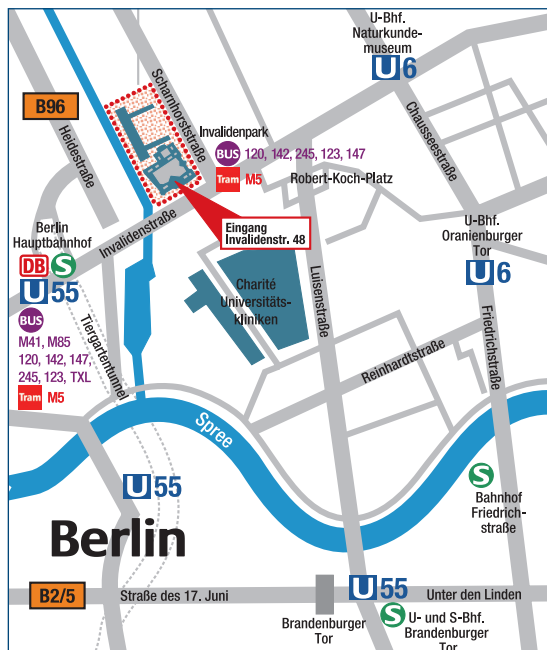 U-Bhf.
Naturkunde-
museum
U6
B96
Scharnhorststraße
Heidestraße
Chausseestraße
Invalidenpark
BUS 120, 142, 245, 123, 147
Tram M5
Robert-Koch-Platz
Invalidenstraße
Eingang
Invalidenstr. 48
Berlin
Hauptbahnhof
DB S
U55
BUS
M41, M85
120, 142, 147,
245, 123, TXL
Tram M5
U-Bhf.
Oranienburger
Tor
U6
Charité
Universitäts-
kliniken
Luisenstraße
Tiergartentunnel
Friedrichstraße
Reinhardtstraße
Spree
U55
S
Bahnhof
Friedrich-
straße
Berlin
B2/5
Straße des 17. Juni
U55
Unter den Linden
Brandenburger
Tor
S U- und S-Bhf.
Brandenburger
Tor